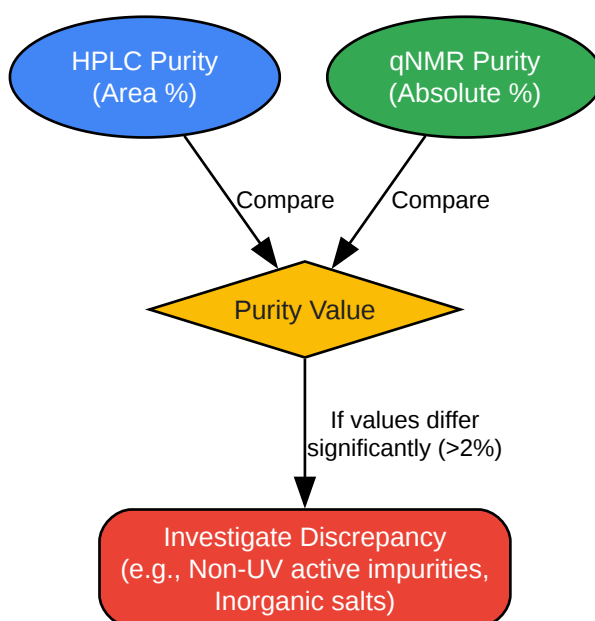 HPLC Purity
(Area %)
qNMR Purity
(Absolute %)
Compare
Compare
Purity Value
If values differ
significantly (>2%)
Investigate Discrepancy
(e.g., Non-UV active impurities,
Inorganic salts)